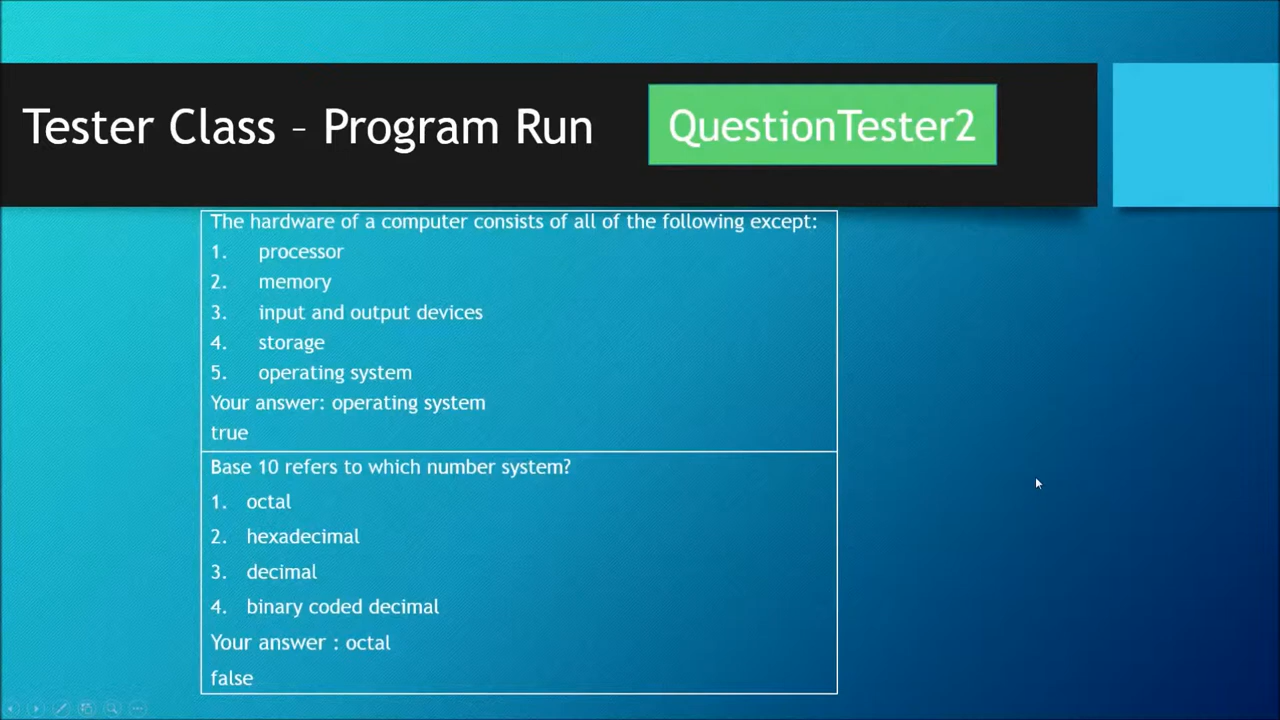 Tester Class – Program Run
QuestionTester2
The hardware of a computer consists of all of the following except:
1. processor
2. memory
3. input and output devices
4. storage
5. operating system
Your answer: operating system
true
Base 10 refers to which number system?
1. octal
2. hexadecimal
3. decimal
4. binary coded decimal
Your answer : octal
false